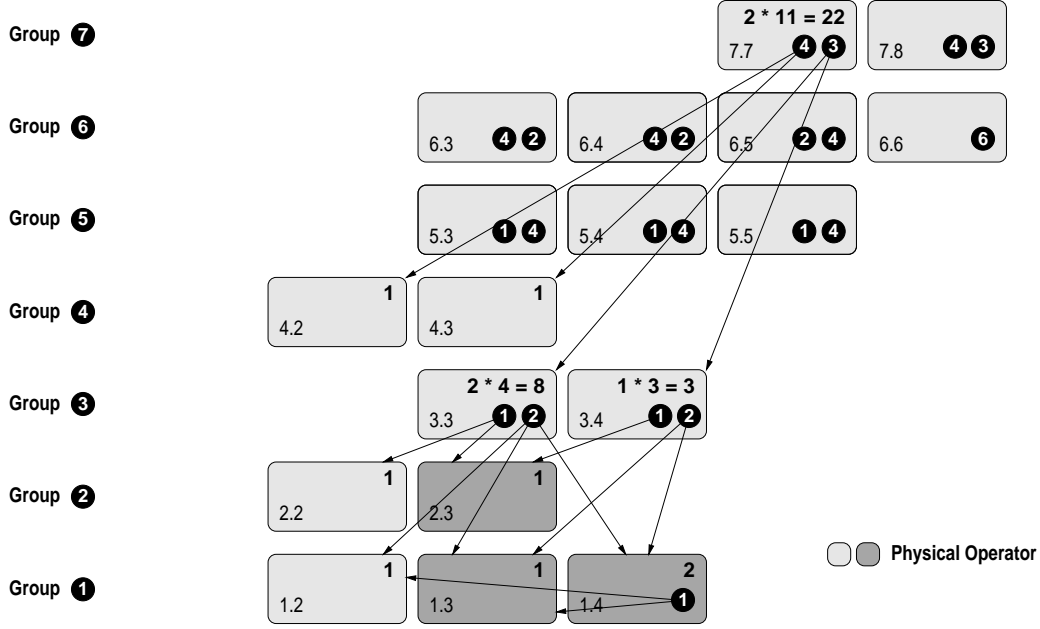 2 * 11 = 22
Group 7
7.7 4 3
7.8 4 3
Group 6
6.3 4 2
6.4 4 2
6.5 2 4
6.6 6
Group 5
5.3 1 4
5.4 1 4
5.5 1 4
Group 4
1
4.2
1
4.3
Group 3
2 * 4 = 8
3.3 1 2
1 * 3 = 3
3.4 1 2
Group 2
1
2.2
1
2.3
Group 1
1
1.2
1
1.3
2
1.4 1
Physical Operator